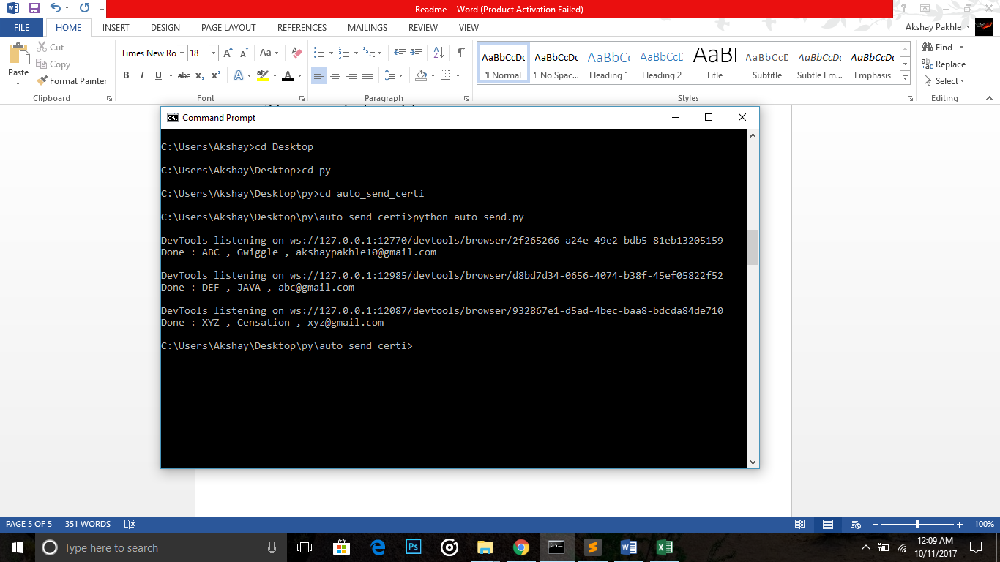 Readme - Word (Product Activation Failed)
FILE HOME INSERT DESIGN PAGE LAYOUT REFERENCES MAILINGS REVIEW VIEW Akshay Pakhle
Cut
Copy
Format Painter
Paste
Clipboard
Times New Ro 18
Font
Paragraph
AaBbCcDc AaBbCcDc AaBbCc AaBbCcD AaB AaBbCcD AaBbCcDc AaBbCcDc
¶ Normal ¶ No Spac... Heading 1 Heading 2 Title Subtitle Subtle Em... Emphasis
Styles
Find
Replace
Select
Editing
Command Prompt
C:\Users\Akshay>cd Desktop
C:\Users\Akshay\Desktop>cd py
C:\Users\Akshay\Desktop\py>cd auto_send_certi
C:\Users\Akshay\Desktop\py\auto_send_certi>python auto_send.py
DevTools listening on ws://127.0.0.1:12770/devtools/browser/2f265266-a24e-49e2-bdb5-81eb13205159
Done : ABC , Gwiggle , akshaypakhle10@gmail.com
DevTools listening on ws://127.0.0.1:12985/devtools/browser/d8bd7d34-0656-4074-b38f-45ef05822f52
Done : DEF , JAVA , abc@gmail.com
DevTools listening on ws://127.0.0.1:12087/devtools/browser/932867e1-d5ad-4bec-baa8-bdcda84de710
Done : XYZ , Censation , xyz@gmail.com
C:\Users\Akshay\Desktop\py\auto_send_certi>
PAGE 5 OF 5 351 WORDS 100%
Type here to search
12:09 AM
10/11/2017